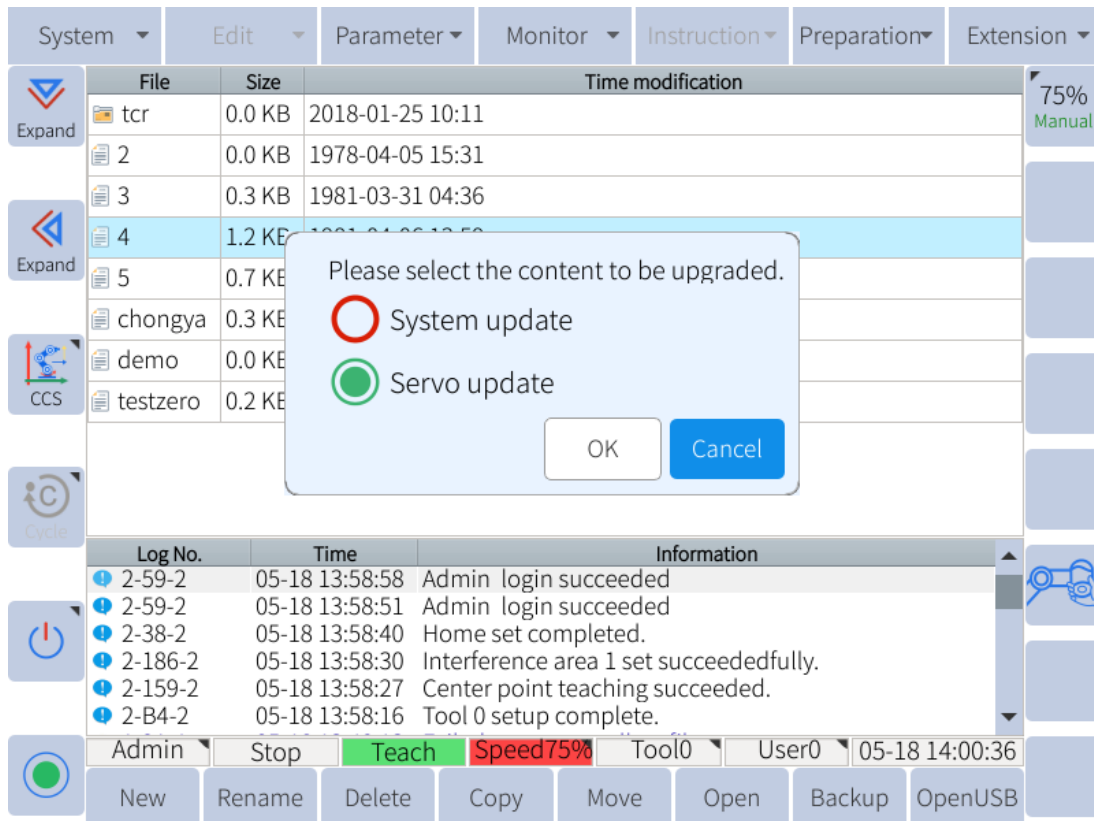 System Edit Parameter Monitor Instruction Preparation Extension
File Size Time modification
Expand
75%
Manual
tcr 0.0 KB 2018-01-25 10:11
2 0.0 KB 1978-04-05 15:31
3 0.3 KB 1981-03-31 04:36
Expand
4 1.2 KB
5 0.7 KB
chongya 0.3 KB
demo 0.0 KB
testzero 0.2 KB
CCS
Please select the content to be upgraded.
System update
Servo update
OK Cancel
Cycle
Log No. Time Information
2-59-2 05-18 13:58:58 Admin login succeeded
2-59-2 05-18 13:58:51 Admin login succeeded
2-38-2 05-18 13:58:40 Home set completed.
2-186-2 05-18 13:58:30 Interference area 1 set succeededfully.
2-159-2 05-18 13:58:27 Center point teaching succeeded.
2-B4-2 05-18 13:58:16 Tool 0 setup complete.
Admin Stop Teach Speed75% Tool0 User0 05-18 14:00:36
New Rename Delete Copy Move Open Backup OpenUSB